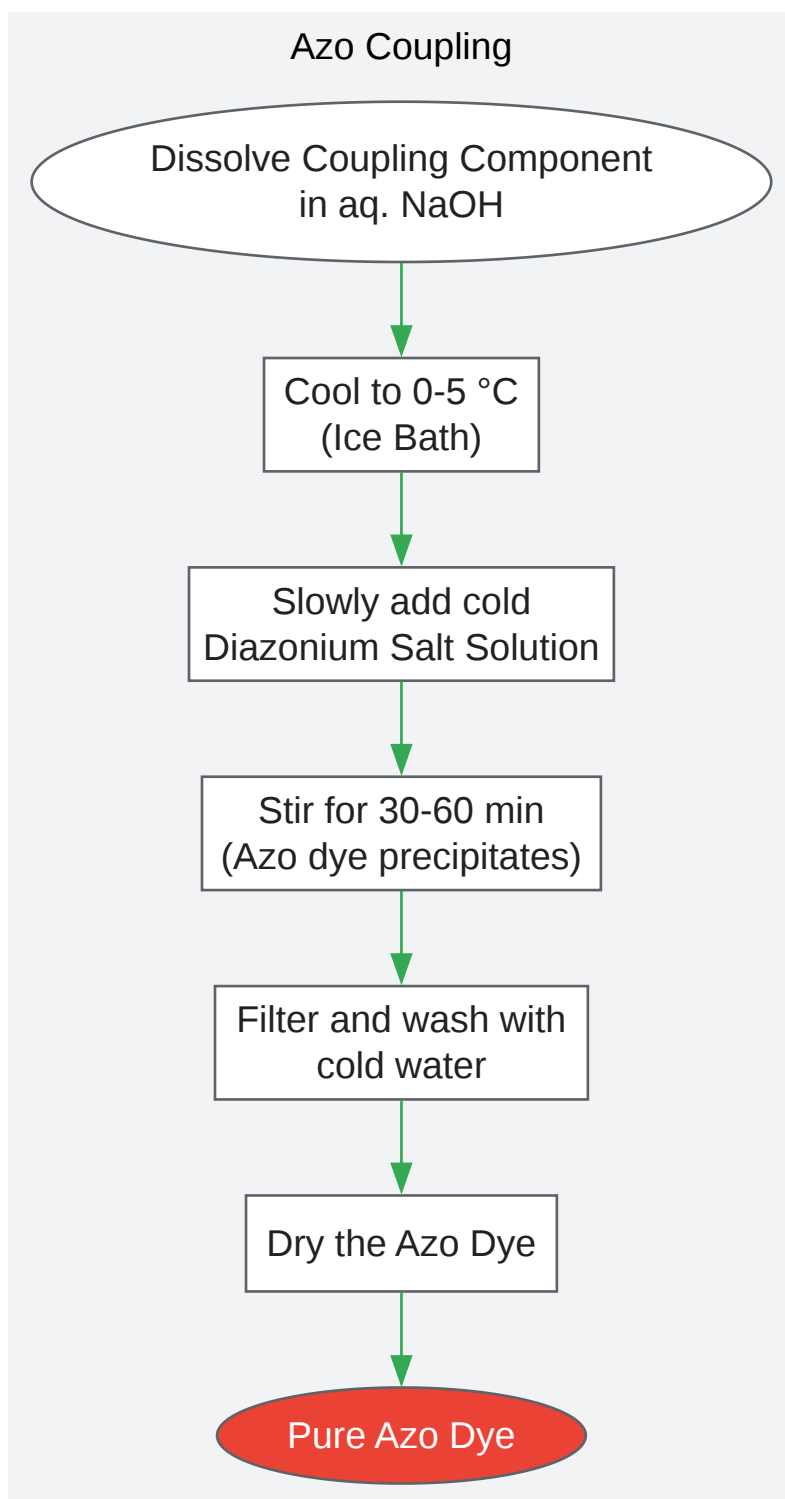 Azo Coupling
Dissolve Coupling Component
in aq. NaOH
Cool to 0-5 °C
(Ice Bath)
Slowly add cold
Diazonium Salt Solution
Stir for 30-60 min
(Azo dye precipitates)
Filter and wash with
cold water
Dry the Azo Dye
Pure Azo Dye